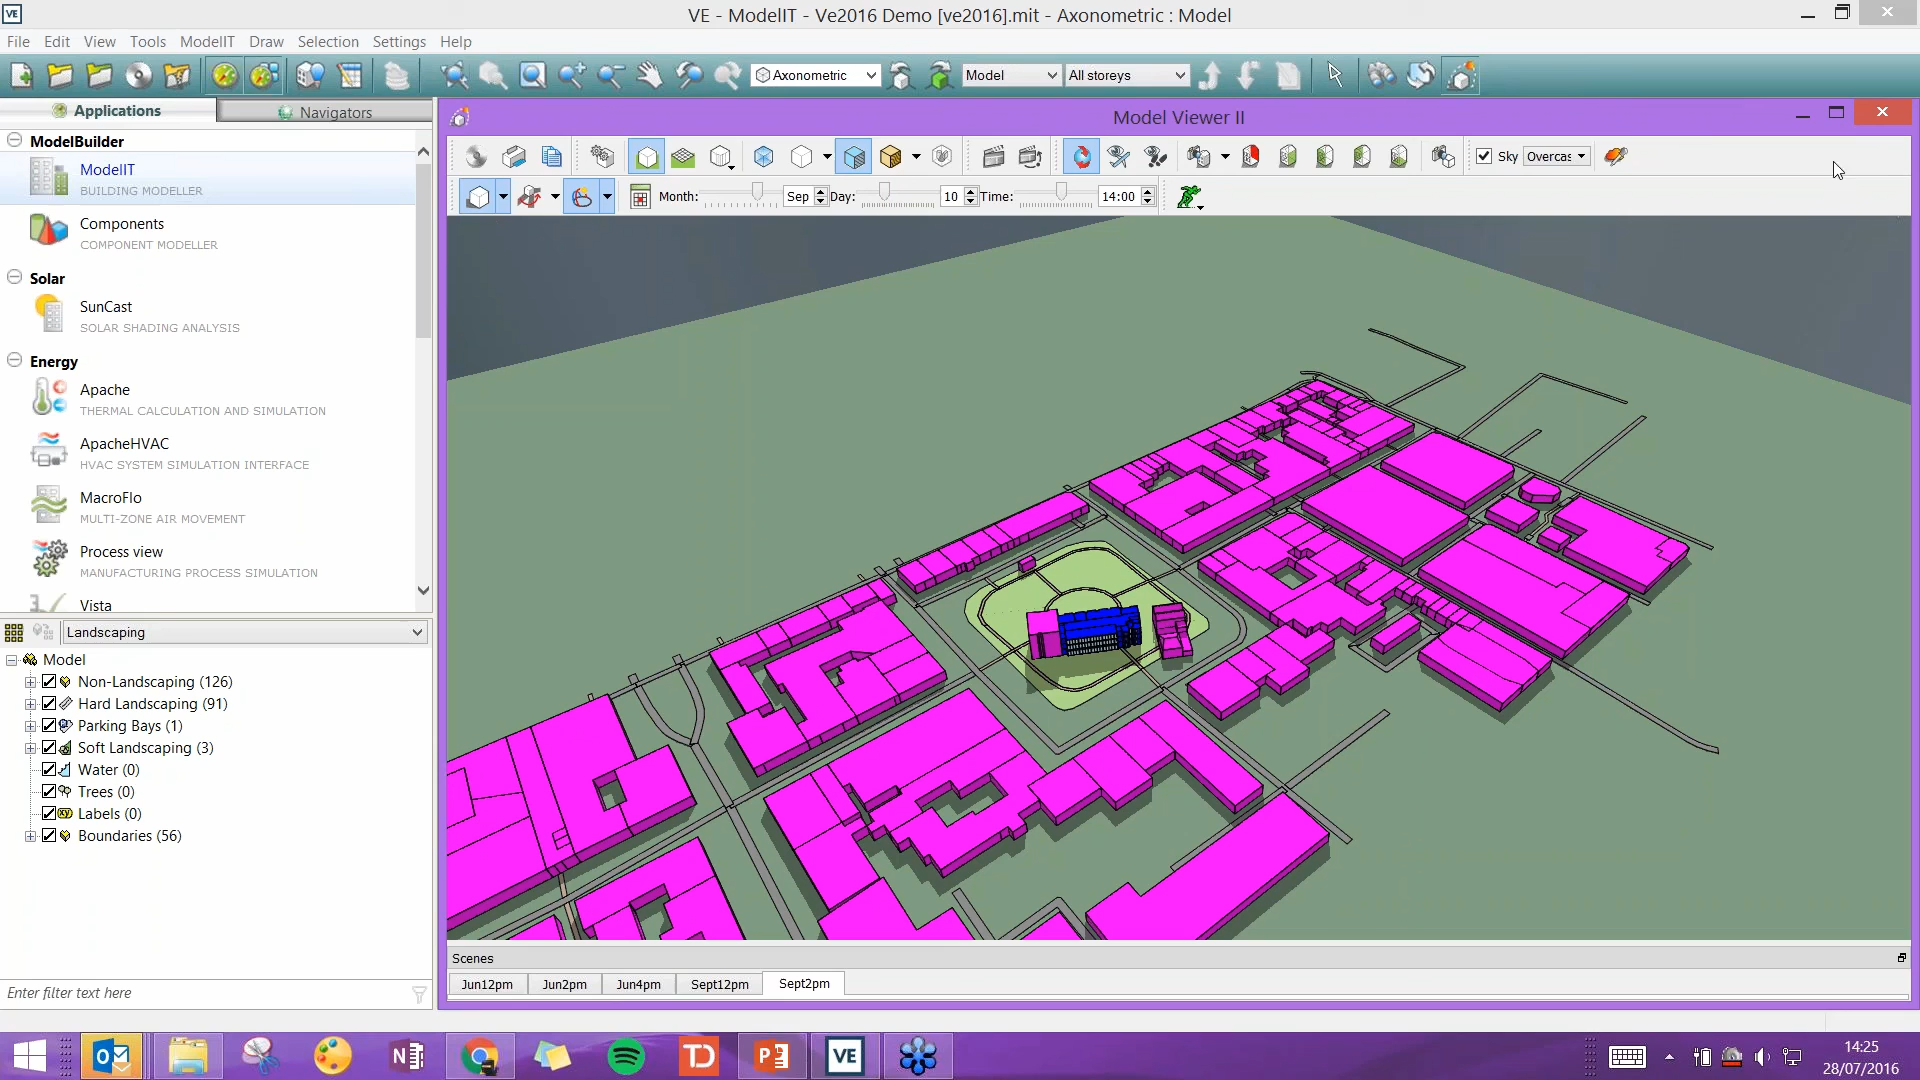 VE
VE - ModelIT - Ve2016 Demo [ve2016].mit - Axonometric : Model
File Edit View Tools ModelIT Draw Selection Settings Help
Axonometric Model All storeys
Applications Navigators
Model Viewer II
ModelBuilder
ModelIT
BUILDING MODELLER
Components
COMPONENT MODELLER
Solar
SunCast
SOLAR SHADING ANALYSIS
Energy
Apache
THERMAL CALCULATION AND SIMULATION
ApacheHVAC
HVAC SYSTEM SIMULATION INTERFACE
MacroFlo
MULTI-ZONE AIR MOVEMENT
Process view
MANUFACTURING PROCESS SIMULATION
Vista
Sky Overcas
Month: Sep Day: 10 Time: 14:00
Landscaping
Model
Non-Landscaping (126)
Hard Landscaping (91)
Parking Bays (1)
Soft Landscaping (3)
Water (0)
Trees (0)
Labels (0)
Boundaries (56)
Enter filter text here
Scenes
Jun12pm Jun2pm Jun4pm Sept12pm Sept2pm
N TD P VE
14:25
28/07/2016